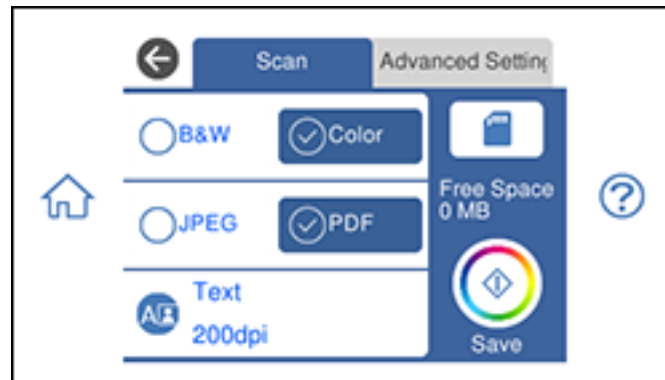 Scan
Advanced Setting
B&W
Color
JPEG
PDF
Text
200dpi
Free Space
0 MB
Save